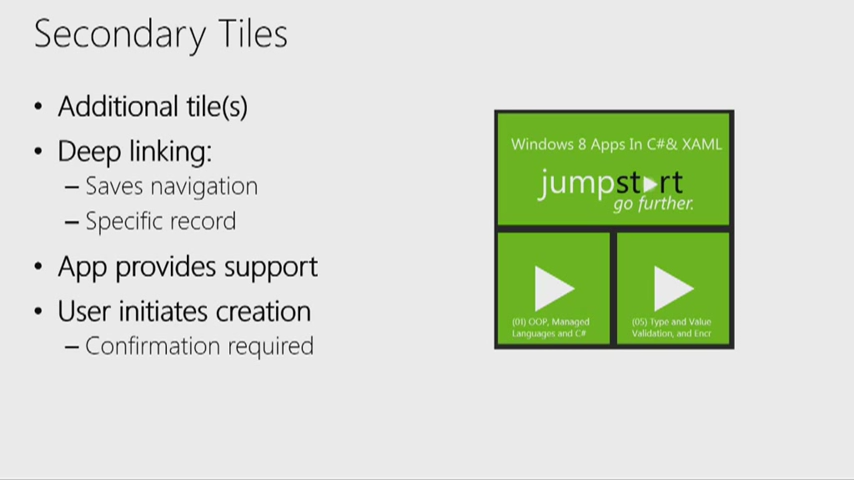 Secondary Tiles
• Additional tile(s)
• Deep linking:
– Saves navigation
– Specific record
• App provides support
• User initiates creation
– Confirmation required
Windows 8 Apps In C#& XAML
jumpstart
go further.
(01) OOP, Managed
Languages and C#
(05) Type and Value
Validation, and Encr